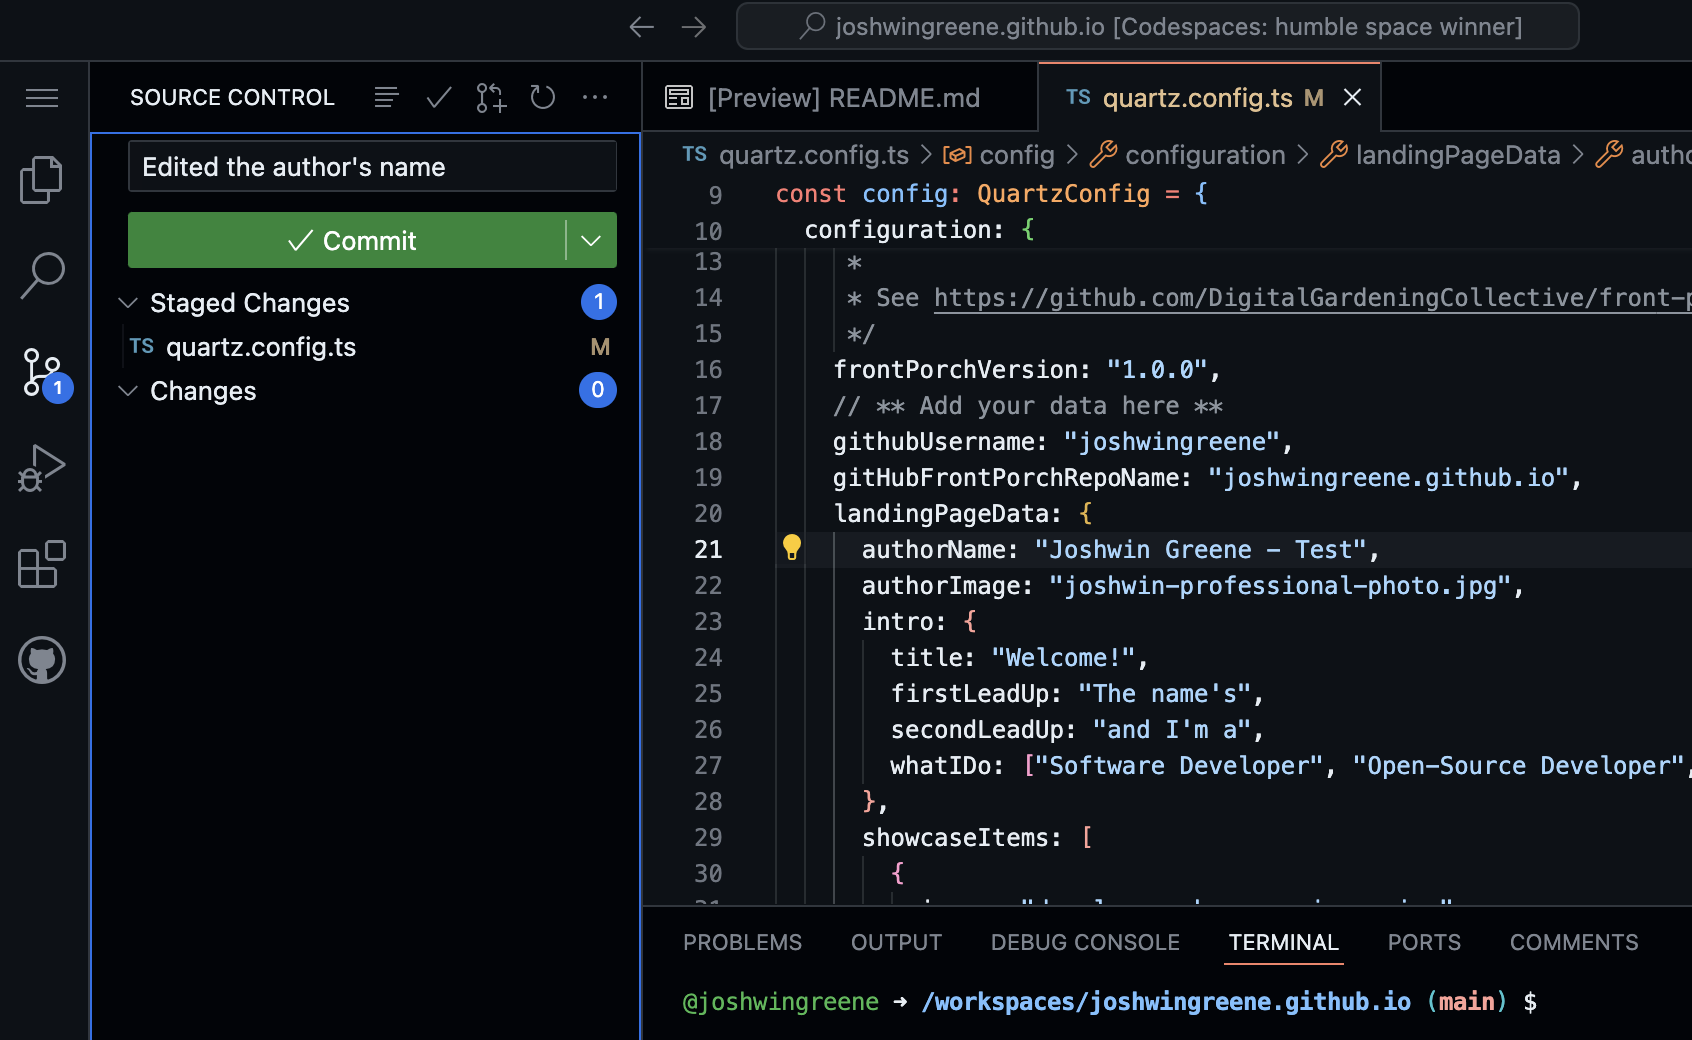 joshwingreene.github.io [Codespaces: humble space winner]
SOURCE CONTROL
Edited the author's name
Commit
Staged Changes 1
TS quartz.config.ts M
Changes 0
1
[Preview] README.md
TS quartz.config.ts M
TS quartz.config.ts > config > configuration > landingPageData > autho
9 const config: QuartzConfig = {
10 configuration: {
13 *
14 * See https://github.com/DigitalGardeningCollective/front-p
15 */
16 frontPorchVersion: "1.0.0",
17 // ** Add your data here **
18 githubUsername: "joshwingreene",
19 gitHubFrontPorchRepoName: "joshwingreene.github.io",
20 landingPageData: {
21 authorName: "Joshwin Greene - Test",
22 authorImage: "joshwin-professional-photo.jpg",
23 intro: {
24 title: "Welcome!",
25 firstLeadUp: "The name's",
26 secondLeadUp: "and I'm a",
27 whatIDo: ["Software Developer", "Open-Source Developer",
28 },
29 showcaseItems: [
30 {
PROBLEMS OUTPUT DEBUG CONSOLE TERMINAL PORTS COMMENTS
@joshwingreene ➜ /workspaces/joshwingreene.github.io (main) $